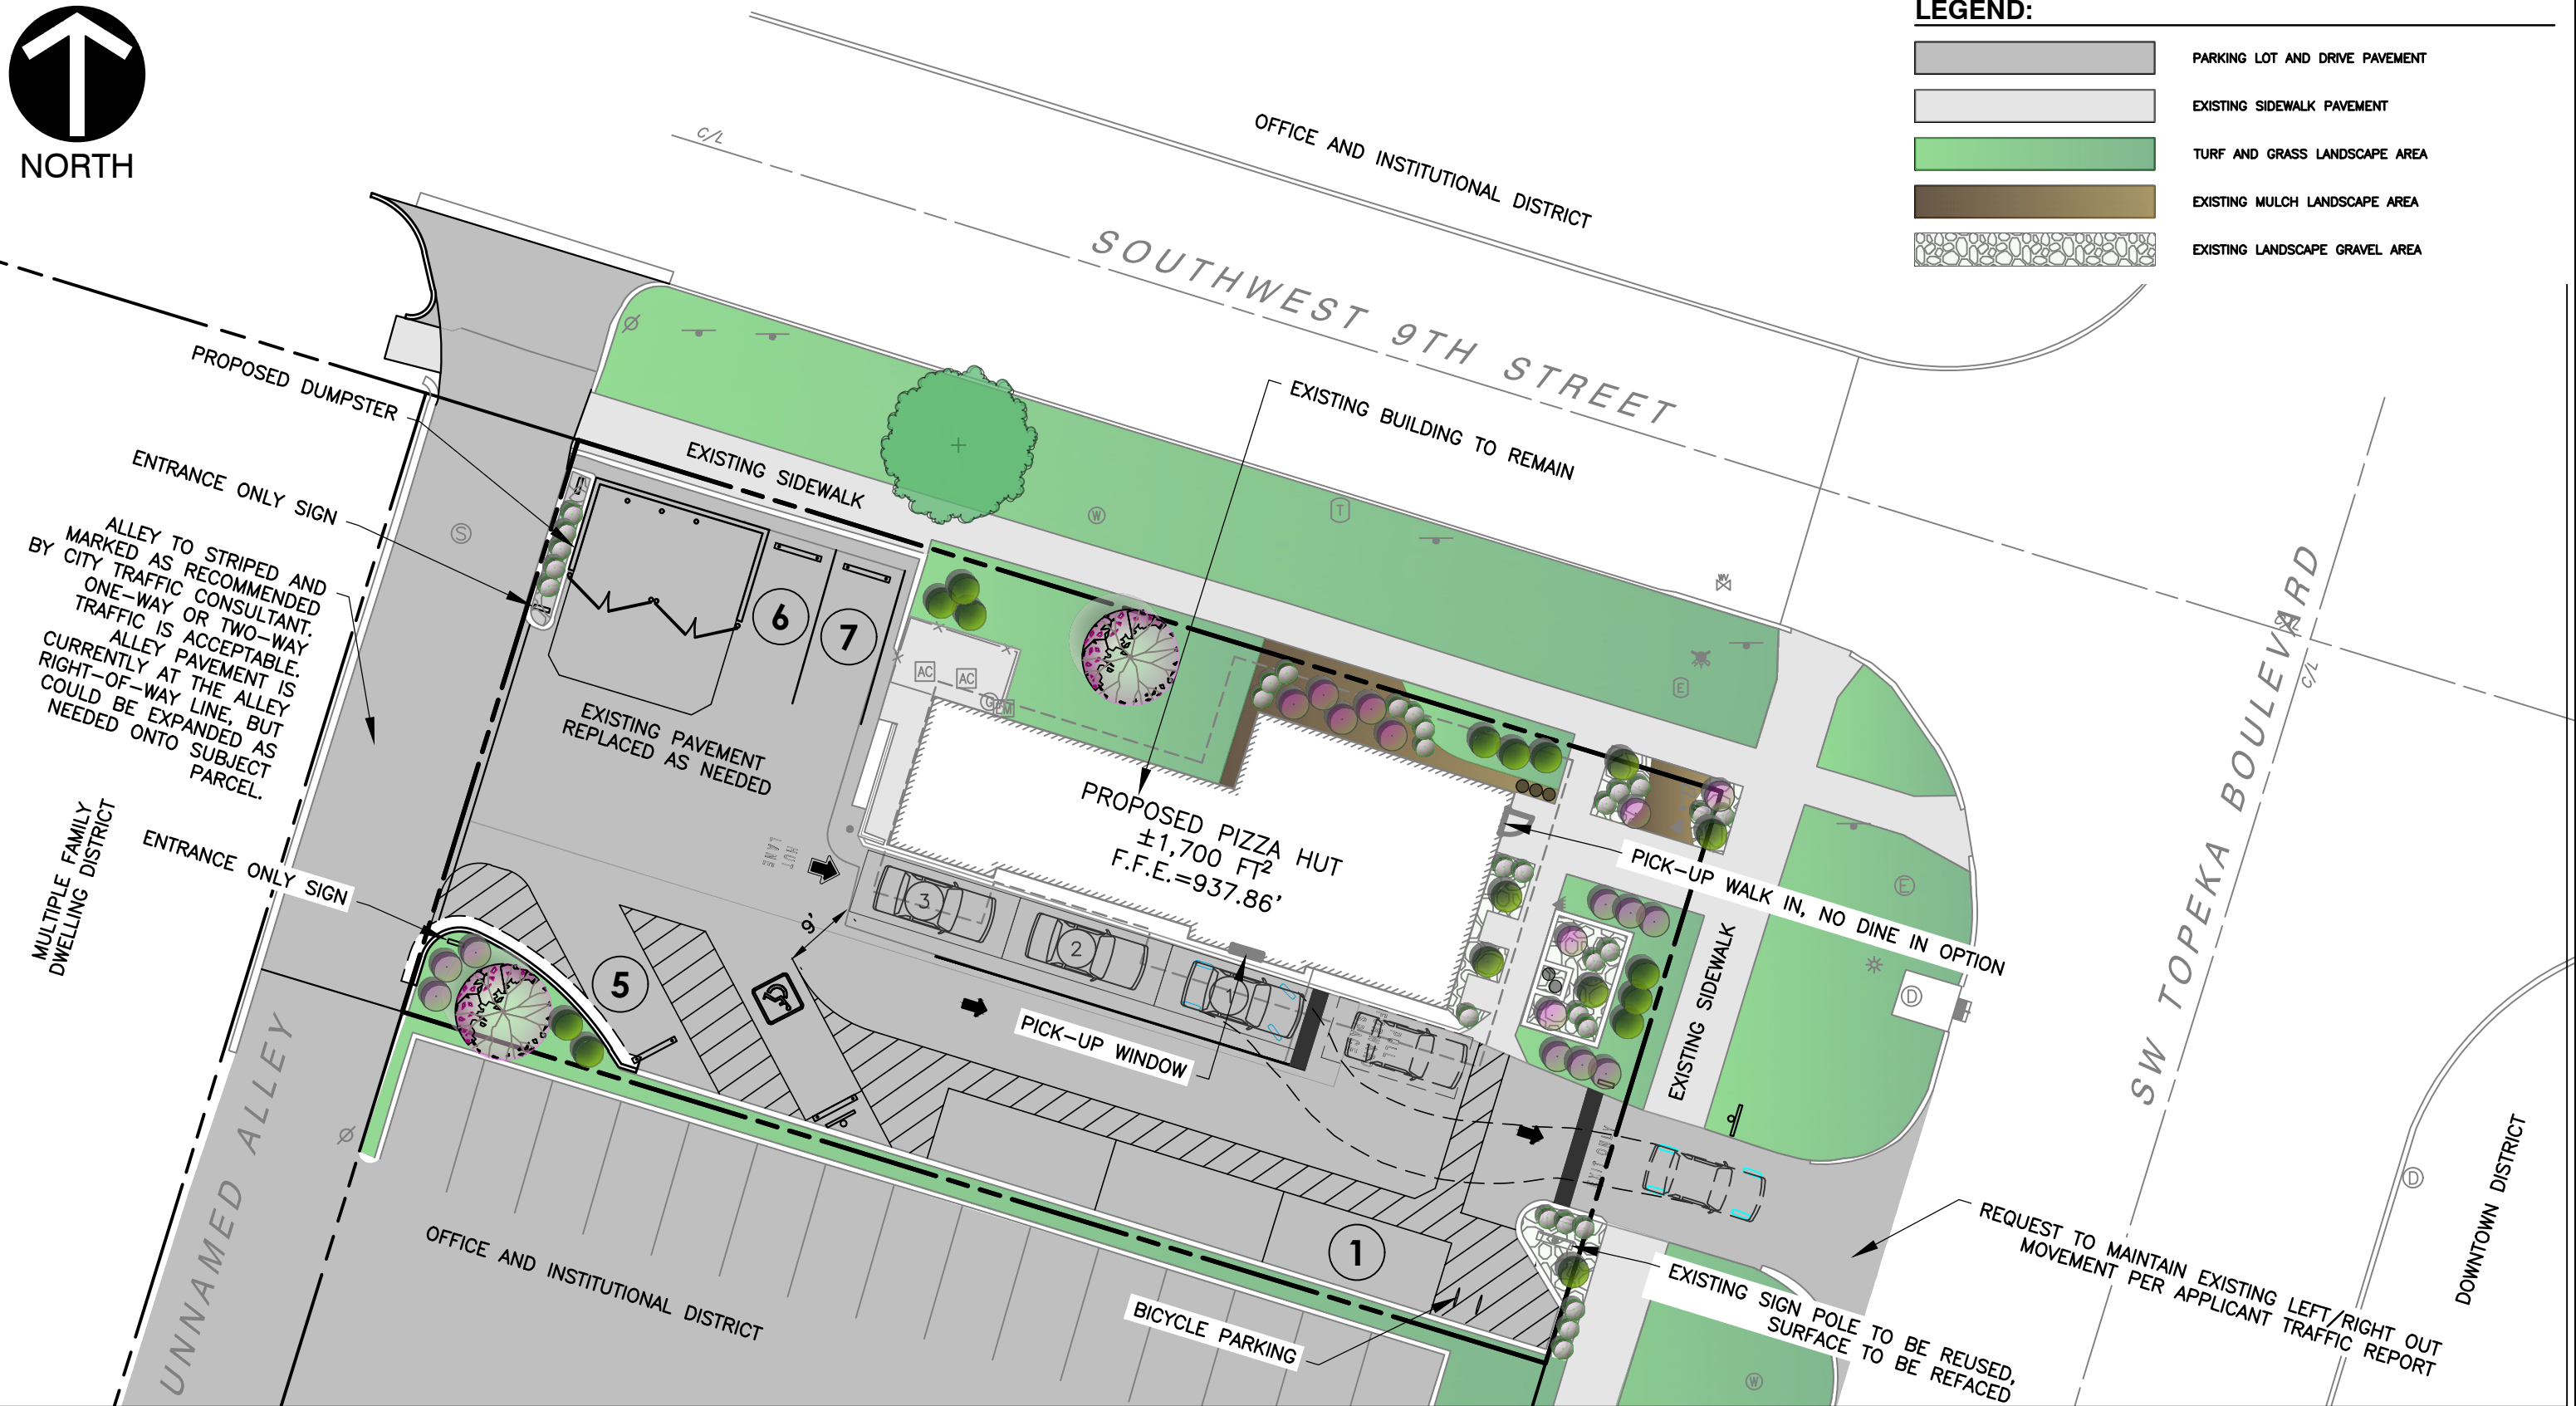 NORTH
LEGEND:
PARKING LOT AND DRIVE PAVEMENT
EXISTING SIDEWALK PAVEMENT
TURF AND GRASS LANDSCAPE AREA
EXISTING MULCH LANDSCAPE AREA
EXISTING LANDSCAPE GRAVEL AREA
C/L
OFFICE AND INSTITUTIONAL DISTRICT
SOUTHWEST 9TH STREET
PROPOSED DUMPSTER
EXISTING BUILDING TO REMAIN
EXISTING SIDEWALK
ENTRANCE ONLY SIGN
S
W
T
WV
E
ALLEY TO STRIPED AND
MARKED AS RECOMMENDED
BY CITY TRAFFIC CONSULTANT.
ONE-WAY OR TWO-WAY
TRAFFIC IS ACCEPTABLE.
ALLEY PAVEMENT IS
CURRENTLY AT THE ALLEY
RIGHT-OF-WAY LINE, BUT
COULD BE EXPANDED AS
NEEDED ONTO SUBJECT
PARCEL.
6
7
AC
AC
G
EM
C/L
SW TOPEKA BOULEVARD
EXISTING PAVEMENT
REPLACED AS NEEDED
PROPOSED PIZZA HUT
±1,700 FT²
F.F.E.=937.86'
HUT
LANE
MULTIPLE FAMILY
DWELLING DISTRICT
ENTRANCE ONLY SIGN
PICK-UP WALK IN, NO DINE IN OPTION
E
3
2
1
9'
5
D
EXISTING SIDEWALK
PICK-UP WINDOW
UNNAMED ALLEY
EXIT ONLY
D
DOWNTOWN DISTRICT
REQUEST TO MAINTAIN EXISTING LEFT/RIGHT OUT
MOVEMENT PER APPLICANT TRAFFIC REPORT
OFFICE AND INSTITUTIONAL DISTRICT
1
BICYCLE PARKING
EXISTING SIGN POLE TO BE REUSED,
SURFACE TO BE REFACED
W